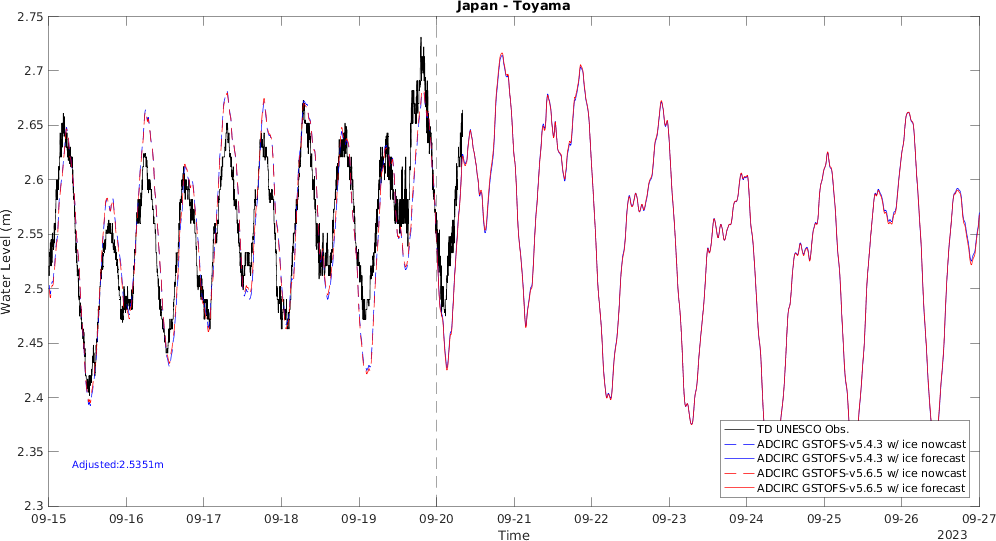 Japan - Toyama
2.75
2.7
2.65
2.6
2.55
2.5
2.45
2.4
2.35
2.3
Water Level (m)
Adjusted:2.5351m
TD UNESCO Obs.
ADCIRC GSTOFS-v5.4.3 w/ ice nowcast
ADCIRC GSTOFS-v5.4.3 w/ ice forecast
ADCIRC GSTOFS-v5.6.5 w/ ice nowcast
ADCIRC GSTOFS-v5.6.5 w/ ice forecast
09-15 09-16 09-17 09-18 09-19 09-20 09-21 09-22 09-23 09-24 09-25 09-26 09-27
Time
2023